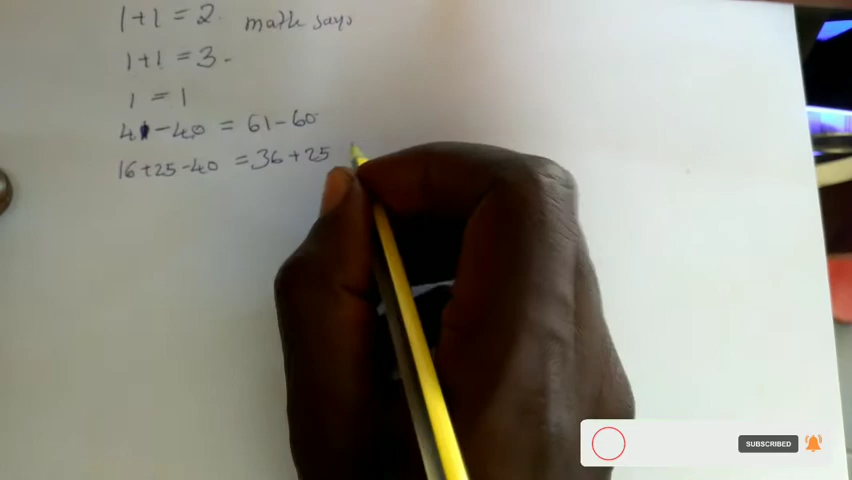 1+1 = 2. math says
1+1 = 3.
1 = 1
41-40 = 61-60
16+25-40 = 36+25
SUBSCRIBED